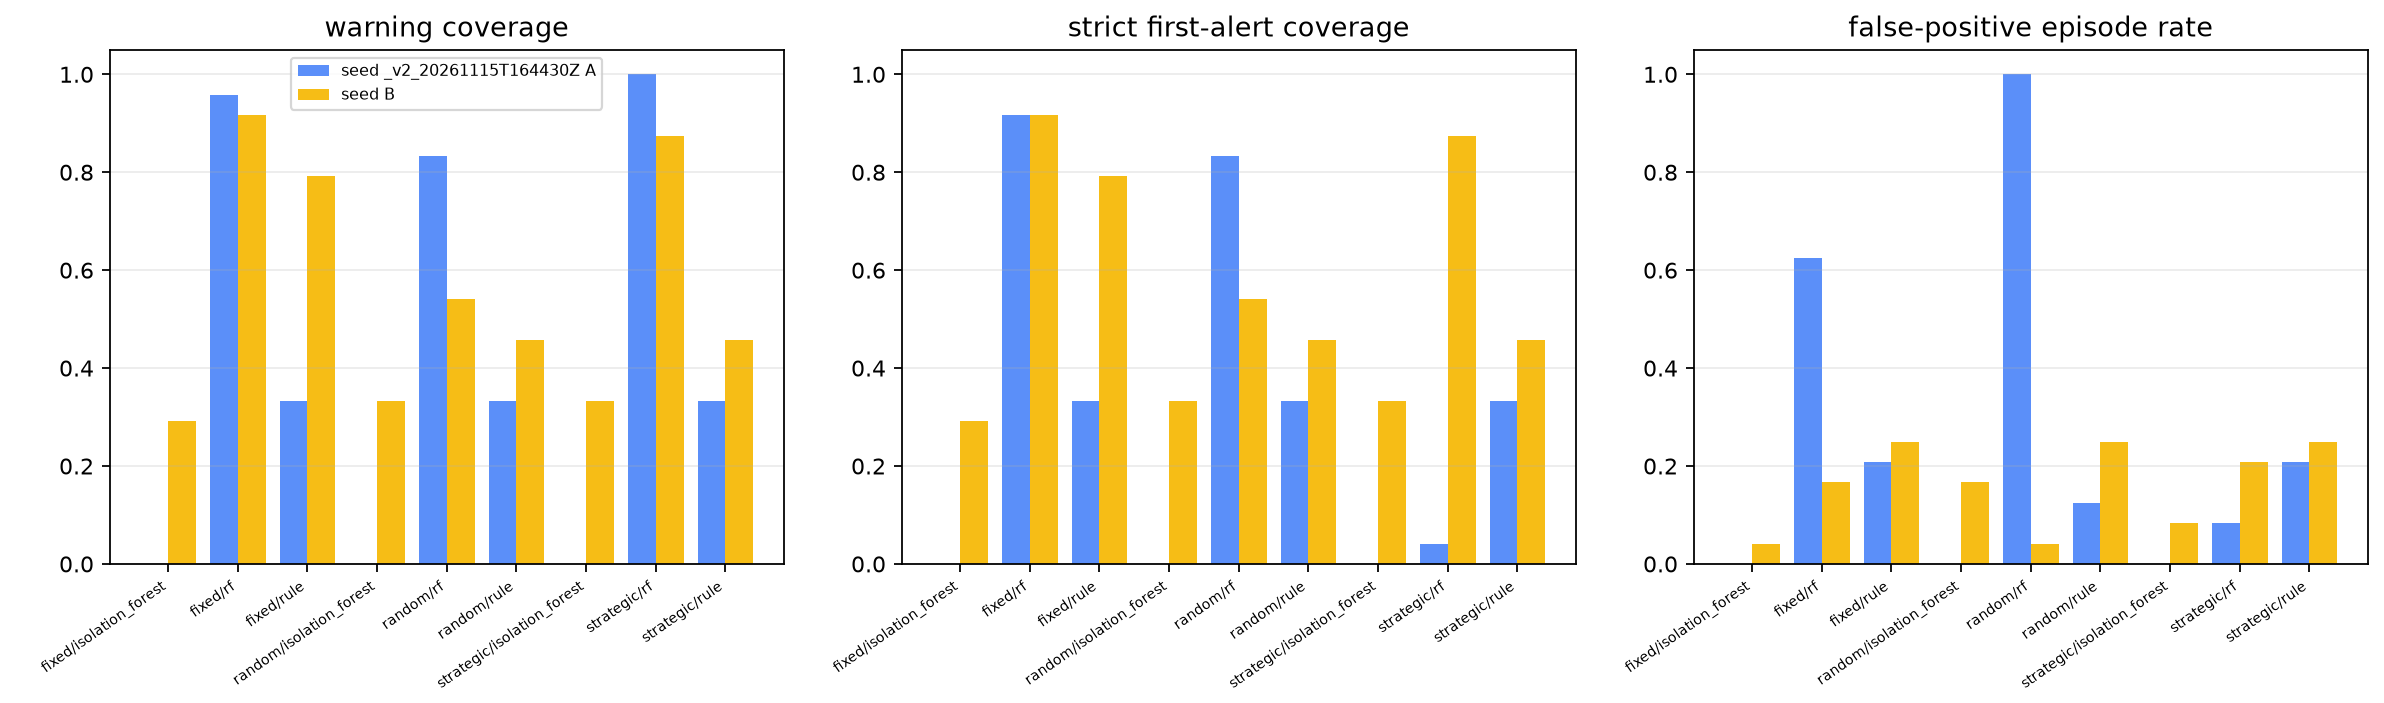 warning coverage
seed _v2_20261115T164430Z A
seed B
1.0
0.8
0.6
0.4
0.2
0.0
fixed/isolation_forest
fixed/rf
fixed/rule
random/isolation_forest
random/rf
random/rule
strategic/isolation_forest
strategic/rf
strategic/rule
strict first-alert coverage
1.0
0.8
0.6
0.4
0.2
0.0
fixed/isolation_forest
fixed/rf
fixed/rule
random/isolation_forest
random/rf
random/rule
strategic/isolation_forest
strategic/rf
strategic/rule
false-positive episode rate
1.0
0.8
0.6
0.4
0.2
0.0
fixed/isolation_forest
fixed/rf
fixed/rule
random/isolation_forest
random/rf
random/rule
strategic/isolation_forest
strategic/rf
strategic/rule